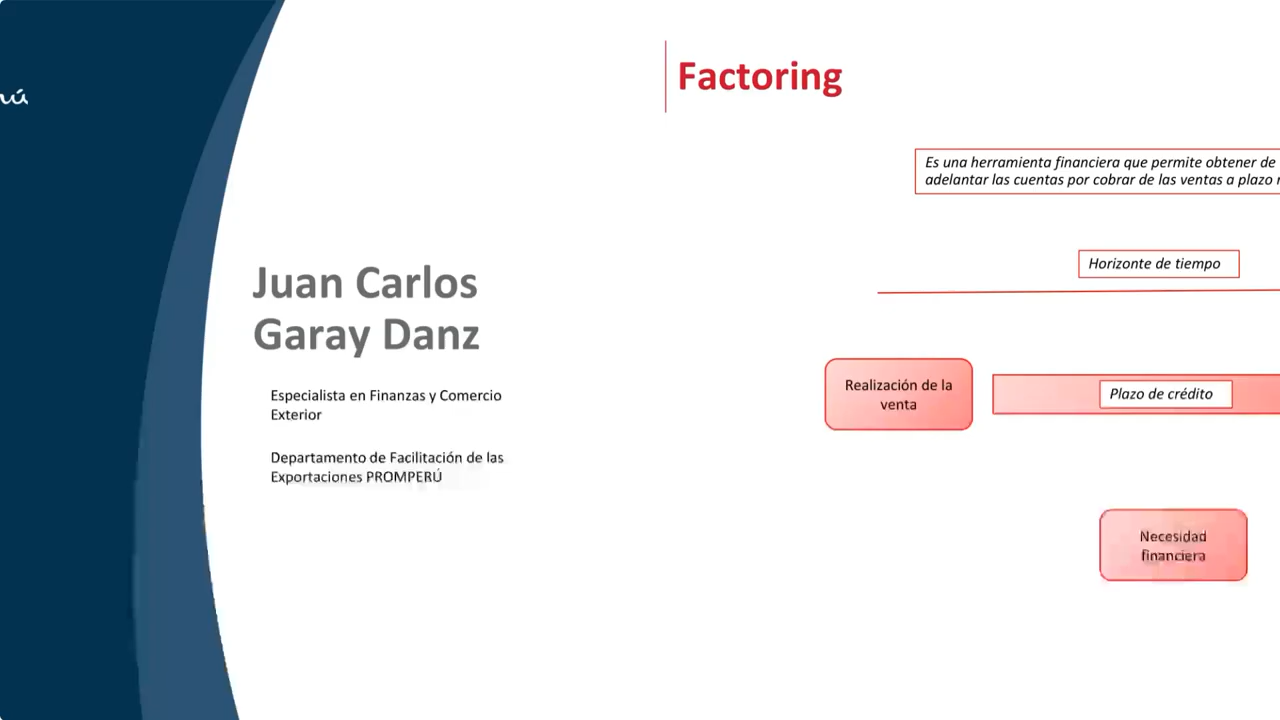 Factoring
Es una herramienta financiera que permite obtener de
adelantar las cuentas por cobrar de las ventas a plazo
Horizonte de tiempo
Juan Carlos
Garay Danz
Realización de la
venta
Plazo de crédito
Especialista en Finanzas y Comercio
Exterior
Departamento de Facilitación de las
Exportaciones PROMPERÚ
Necesidad
financiera